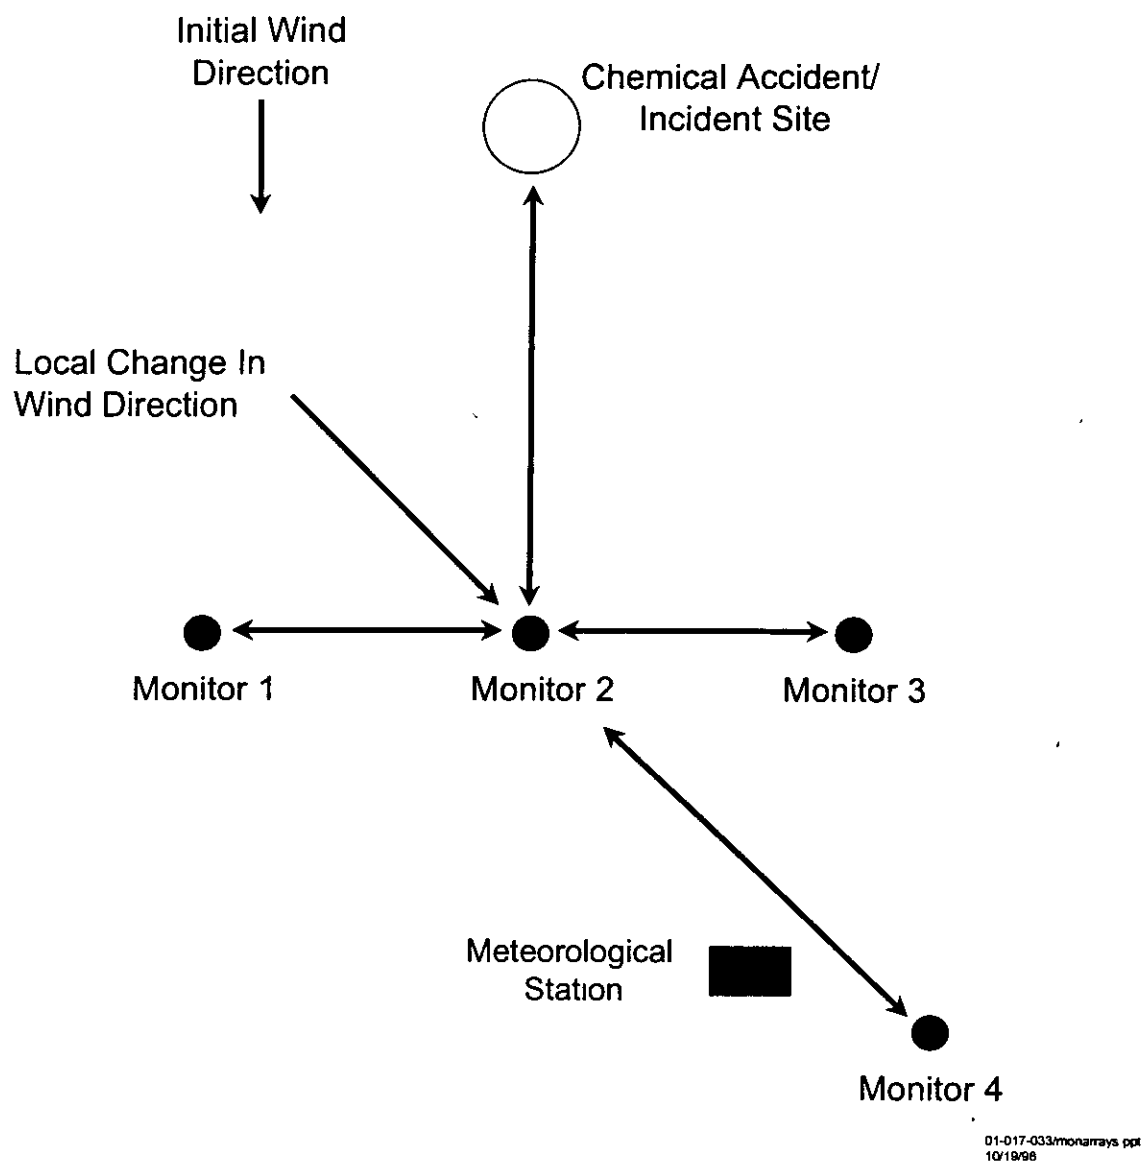 Initial Wind
Direction
Chemical Accident/
Incident Site
Local Change In
Wind Direction
Monitor 1
Monitor 2
Monitor 3
Meteorological
Station
Monitor 4
01-017-033/monarrays ppt
10/19/98